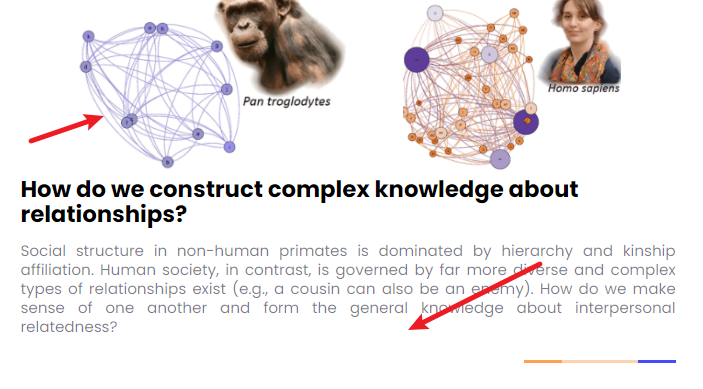 Pan troglodytes
Homo sapiens
How do we construct complex knowledge about
relationships?
Social structure in non-human primates is dominated by hierarchy and kinship
affiliation. Human society, in contrast, is governed by far more diverse and complex
types of relationships exist (e.g., a cousin can also be an enemy). How do we make
sense of one another and form the general knowledge about interpersonal
relatedness?